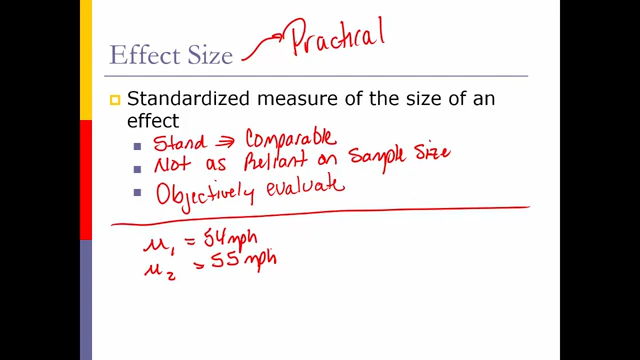 Effect Size → Practical
Standardized measure of the size of an
effect
Stand ⇒ Comparable
Not as Reliant on Sample Size
Objectively evaluate
μ₁ = 54 mph
μ₂ = 55 mph